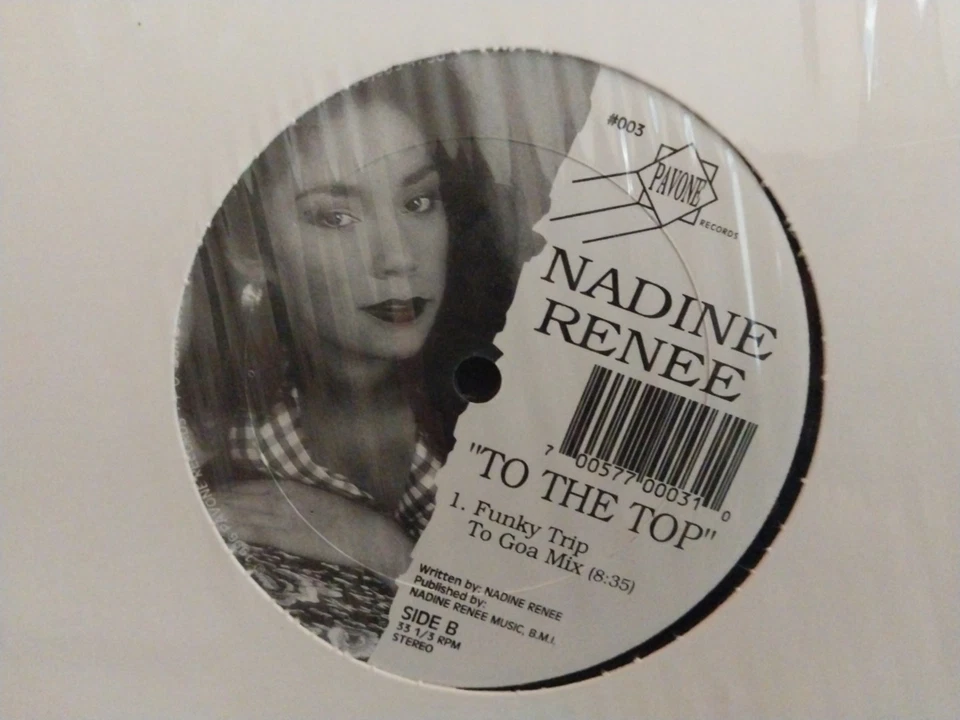 #003
PAVONE
RECORDS
NADINE
RENEE
7 00577 00031 0
"TO THE TOP"
1. Funky Trip
To Goa Mix (8:35)
Written by: NADINE RENEE
Published by:
NADINE RENEE MUSIC, B.M.I.
SIDE B
33 1/3 RPM
STEREO
PAVONE